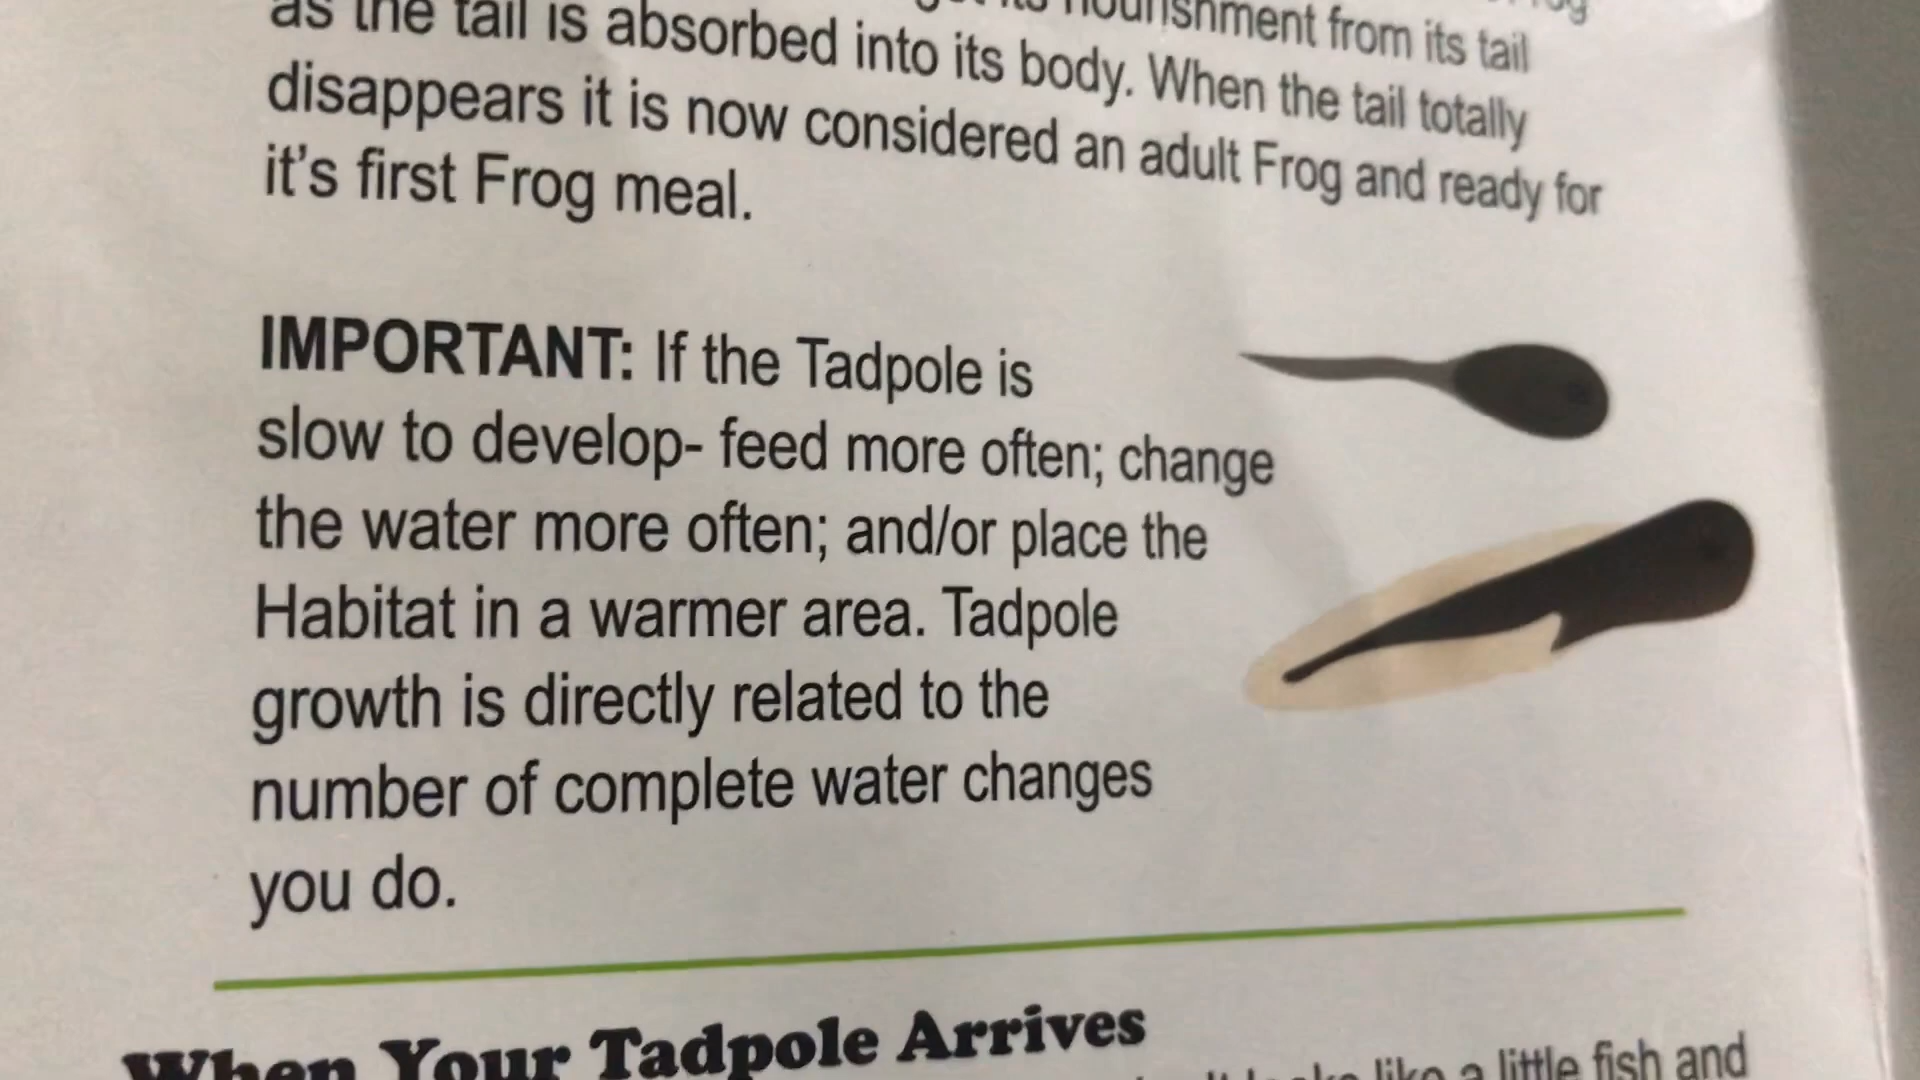 its nourishment from its tail
as the tail is absorbed into its body. When the tail totally
disappears it is now considered an adult Frog and ready for
it's first Frog meal.
IMPORTANT: If the Tadpole is
slow to develop- feed more often; change
the water more often; and/or place the
Habitat in a warmer area. Tadpole
growth is directly related to the
number of complete water changes
you do.
When Your Tadpole Arrives
like a little fish and